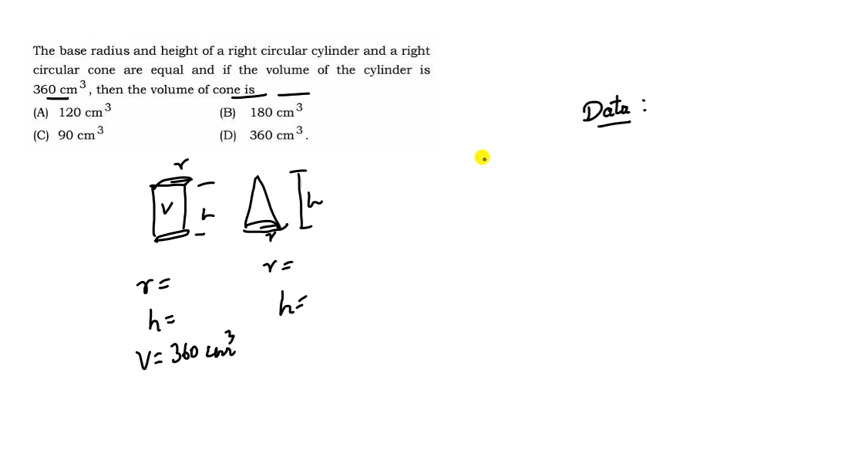 The base radius and height of a right circular cylinder and a right
circular cone are equal and if the volume of the cylinder is
360 cm³, then the volume of cone is
(A) 120 cm³ (B) 180 cm³
(C) 90 cm³ (D) 360 cm³.
Data :
r
V h h
r
r = r =
h = h =
V = 360 cm³